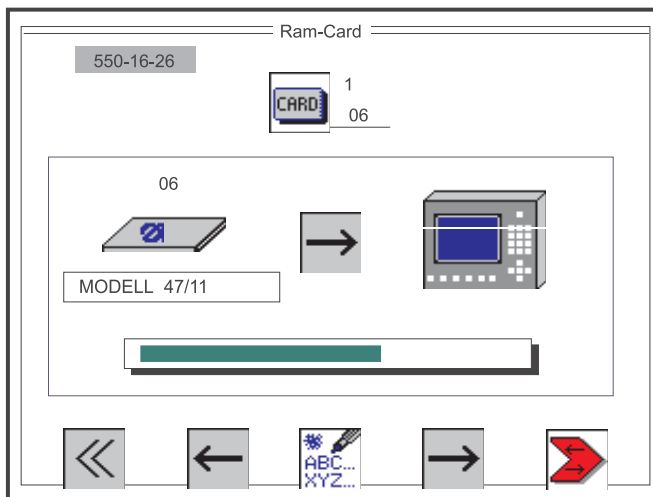 Ram-Card
550-16-26
CARD
1
06
06
MODELL 47/11
ABC...
XYZ...